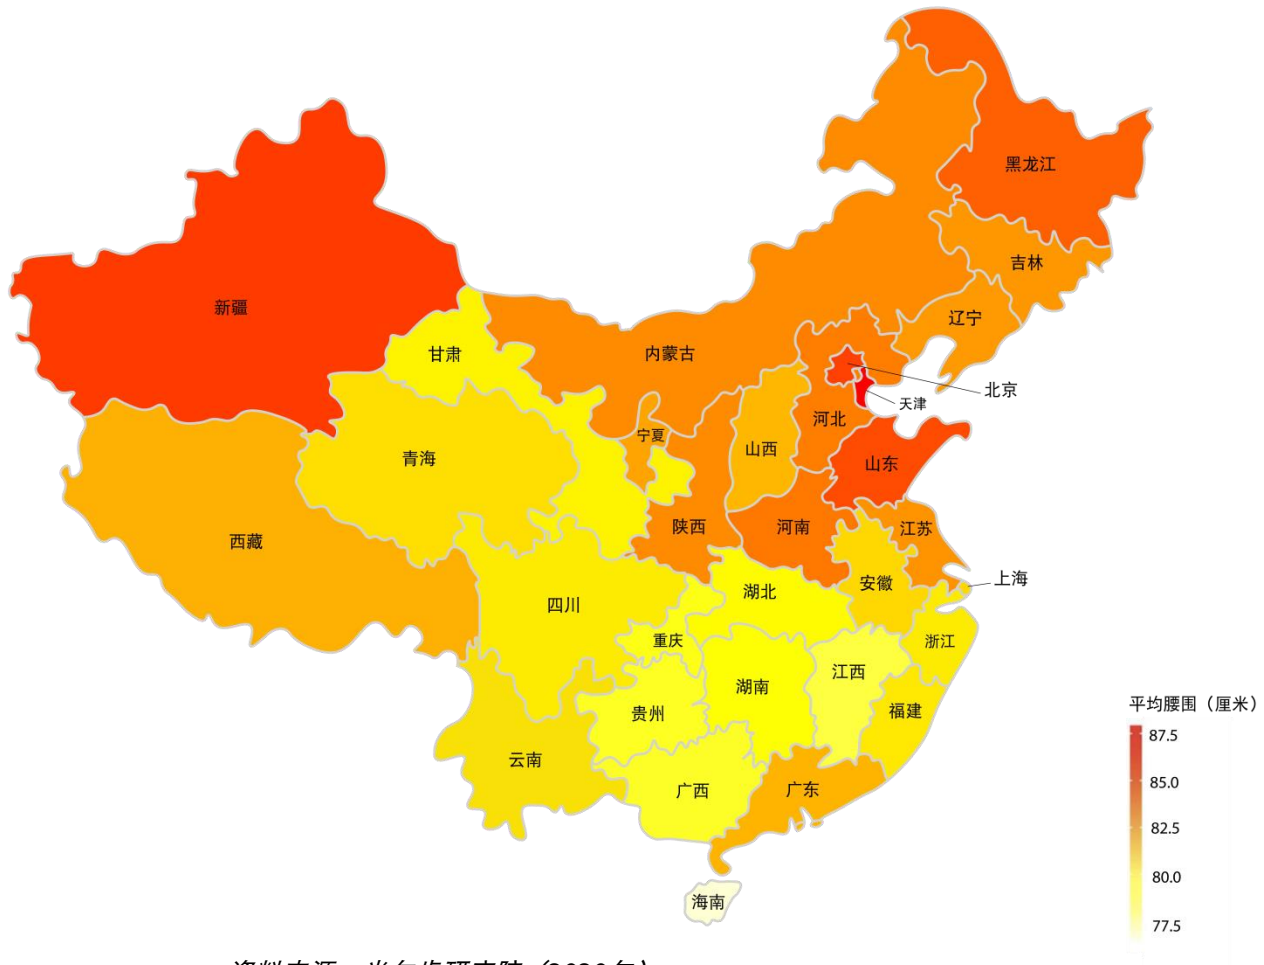 黑龙江
吉林
辽宁
新疆
甘肃
内蒙古
北京
天津
宁夏
河北
山西
山东
青海
西藏
陕西
河南
江苏
上海
安徽
湖北
四川
重庆
浙江
湖南
江西
贵州
福建
云南
广西
广东
海南
平均腰围（厘米）
87.5
85.0
82.5
80.0
77.5